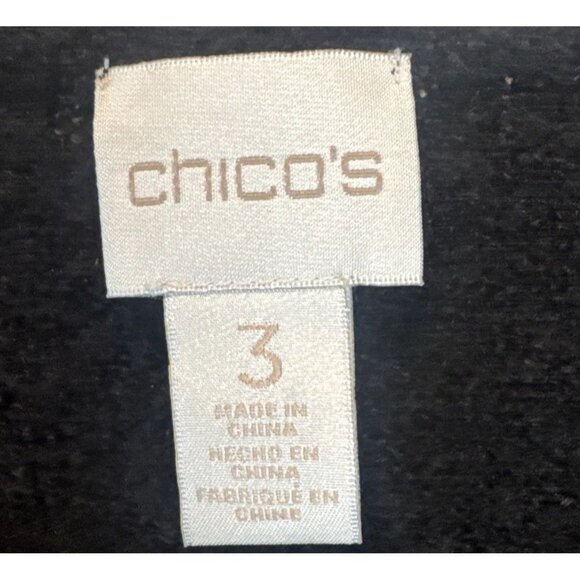 chico's
3
MADE IN
CHINA
HECHO EN
CHINA
FABRIQUÉ EN
CHINE